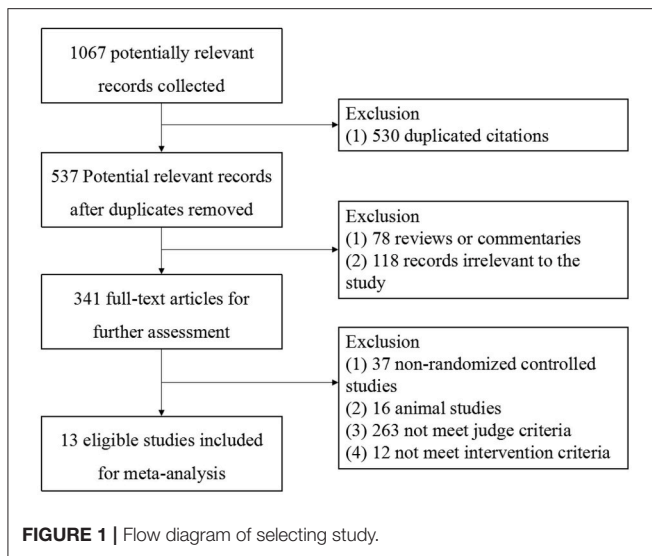 1067 potentially relevant
records collected
Exclusion
(1) 530 duplicated citations
537 Potential relevant records
after duplicates removed
Exclusion
(1) 78 reviews or commentaries
(2) 118 records irrelevant to the
study
341 full-text articles for
further assessment
Exclusion
(1) 37 non-randomized controlled
studies
(2) 16 animal studies
(3) 263 not meet judge criteria
(4) 12 not meet intervention criteria
13 eligible studies included
for meta-analysis
FIGURE 1 | Flow diagram of selecting study.